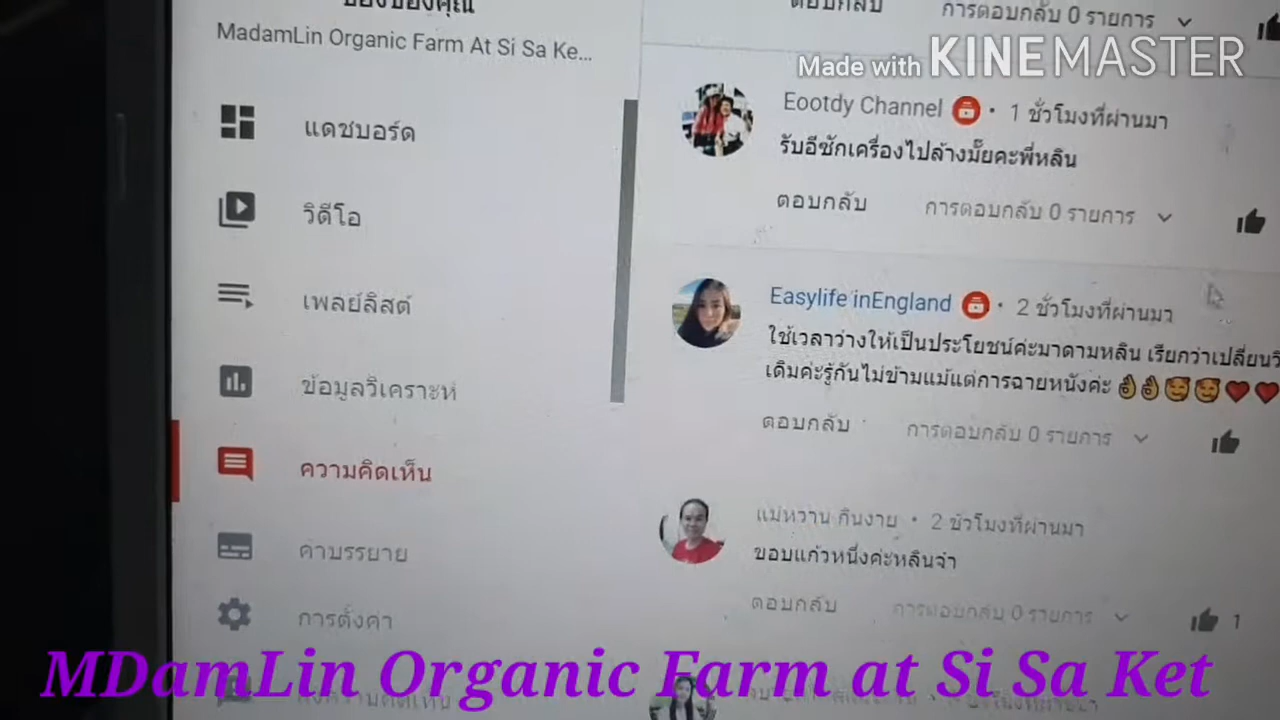 ของของคุณ
MadamLin Organic Farm At Si Sa Ke...
แดชบอร์ด
วิดีโอ
เพลย์ลิสต์
ข้อมูลวิเคราะห์
ความคิดเห็น
คำบรรยาย
การตั้งค่า
ตอบกลับ การตอบกลับ 0 รายการ
Made with KINEMASTER
Eootdy Channel • 1 ชั่วโมงที่ผ่านมา
รับอีซักเครื่องไปล้างมั๊ยคะพี่หลิน
ตอบกลับ การตอบกลับ 0 รายการ
Easylife inEngland • 2 ชั่วโมงที่ผ่านมา
ใช้เวลาว่างให้เป็นประโยชน์ค่ะมาดามหลิน เรียกว่าเปลี่ยนวิ
เดิมค่ะรู้กันไม่ข้ามแม้แต่การฉายหนังค่ะ 👌👌🥰🥰❤️❤️
ตอบกลับ การตอบกลับ 0 รายการ
แม่หวาน กินงาย • 2 ชั่วโมงที่ผ่านมา
ขอบแก้วหนึ่งค่ะหลินจ๋า
ตอบกลับ การตอบกลับ 0 รายการ 1
MDamLin Organic Farm at Si Sa Ket